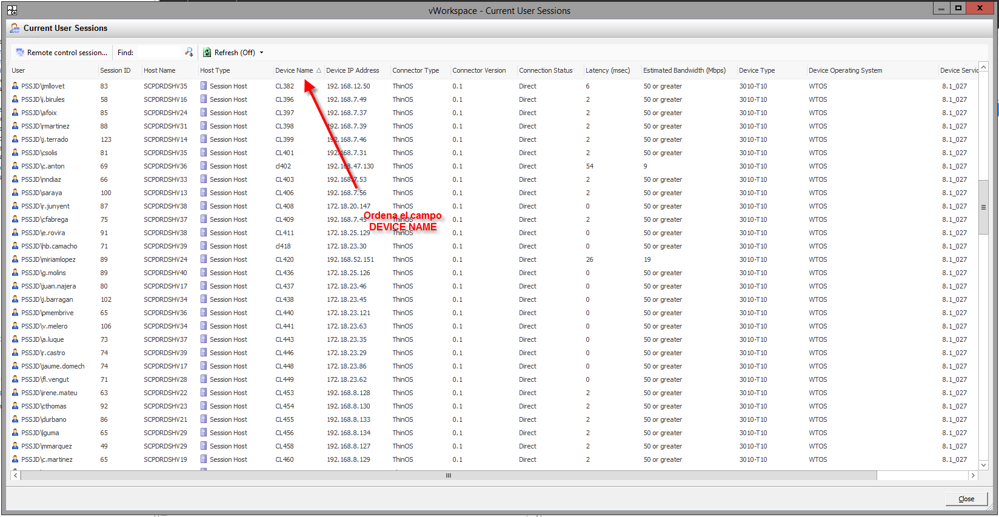 vWorkspace - Current User Sessions
Current User Sessions
Remote control session... Find: Refresh (Off)
User Session ID Host Name Host Type Device Name Device IP Address Connector Type Connector Version Connection Status Latency (msec) Estimated Bandwidth (Mbps) Device Type Device Operating System Device Servic
PSSJD\jmllovet 83 SCPDRDSHV35 Session Host CL382 192.168.12.50 ThinOS 0.1 Direct 6 50 or greater 3010-T10 WTOS 8.1_027
PSSJD\i.birules 58 SCPDRDSHV16 Session Host CL396 192.168.7.49 ThinOS 0.1 Direct 2 50 or greater 3010-T10 WTOS 8.1_027
PSSJD\afoix 85 SCPDRDSHV24 Session Host CL397 192.168.7.37 ThinOS 0.1 Direct 2 50 or greater 3010-T10 WTOS 8.1_027
PSSJD\rmartinez 88 SCPDRDSHV31 Session Host CL398 192.168.7.39 ThinOS 0.1 Direct 2 50 or greater 3010-T10 WTOS 8.1_027
PSSJD\j.terrado 123 SCPDRDSHV14 Session Host CL399 192.168.7.46 ThinOS 0.1 Direct 2 50 or greater 3010-T10 WTOS 8.1_027
PSSJD\csolis 81 SCPDRDSHV35 Session Host CL401 192.168.7.31 ThinOS 0.1 Direct 2 50 or greater 3010-T10 WTOS 8.1_027
PSSJD\c.anton 69 SCPDRDSHV36 Session Host cl402 192.168.47.130 ThinOS 0.1 Direct 54 9 3010-T10 WTOS 8.1_027
PSSJD\nndiaz 66 SCPDRDSHV33 Session Host CL403 192.168.7.53 ThinOS 0.1 Direct 2 50 or greater 3010-T10 WTOS 8.1_027
PSSJD\saraya 100 SCPDRDSHV13 Session Host CL406 192.168.7.56 ThinOS 0.1 Direct 2 50 or greater 3010-T10 WTOS 8.1_027
PSSJD\r.junyent 87 SCPDRDSHV38 Session Host CL408 172.18.20.147 ThinOS 0.1 Direct 0 50 or greater 3010-T10 WTOS 8.1_027
Ordena el campo
DEVICE NAME
PSSJD\cfabrega 75 SCPDRDSHV37 Session Host CL409 192.168.7.45 ThinOS 0.1 Direct 2 50 or greater 3010-T10 WTOS 8.1_027
PSSJD\e.rovira 91 SCPDRDSHV38 Session Host CL411 172.18.25.129 ThinOS 0.1 Direct 0 50 or greater 3010-T10 WTOS 8.1_027
PSSJD\hb.camacho 71 SCPDRDSHV39 Session Host cl418 172.18.23.30 ThinOS 0.1 Direct 0 50 or greater 3010-T10 WTOS 8.1_027
PSSJD\miriamlopez 89 SCPDRDSHV24 Session Host CL420 192.168.52.151 ThinOS 0.1 Direct 26 19 3010-T10 WTOS 8.1_027
PSSJD\g.molins 89 SCPDRDSHV40 Session Host CL436 172.18.25.126 ThinOS 0.1 Direct 0 50 or greater 3010-T10 WTOS 8.1_027
PSSJD\juan.najera 80 SCPDRDSHV17 Session Host CL437 172.18.23.46 ThinOS 0.1 Direct 0 50 or greater 3010-T10 WTOS 8.1_027
PSSJD\j.barragan 102 SCPDRDSHV34 Session Host CL438 172.18.23.45 ThinOS 0.1 Direct 0 50 or greater 3010-T10 WTOS 8.1_027
PSSJD\pmembrive 65 SCPDRDSHV36 Session Host CL440 172.18.23.121 ThinOS 0.1 Direct 0 50 or greater 3010-T10 WTOS 8.1_027
PSSJD\v.melero 106 SCPDRDSHV34 Session Host CL441 172.18.23.63 ThinOS 0.1 Direct 0 50 or greater 3010-T10 WTOS 8.1_027
PSSJD\a.luque 73 SCPDRDSHV37 Session Host CL443 172.18.23.35 ThinOS 0.1 Direct 0 50 or greater 3010-T10 WTOS 8.1_027
PSSJD\r.castro 74 SCPDRDSHV39 Session Host CL446 172.18.23.29 ThinOS 0.1 Direct 0 50 or greater 3010-T10 WTOS 8.1_027
PSSJD\jaume.domech 74 SCPDRDSHV17 Session Host CL448 172.18.23.86 ThinOS 0.1 Direct 0 50 or greater 3010-T10 WTOS 8.1_027
PSSJD\fl.vengut 71 SCPDRDSHV28 Session Host CL449 172.18.23.62 ThinOS 0.1 Direct 0 50 or greater 3010-T10 WTOS 8.1_027
PSSJD\irene.mateu 63 SCPDRDSHV22 Session Host CL453 192.168.8.128 ThinOS 0.1 Direct 2 50 or greater 3010-T10 WTOS 8.1_027
PSSJD\cthomas 92 SCPDRDSHV23 Session Host CL454 192.168.8.130 ThinOS 0.1 Direct 2 50 or greater 3010-T10 WTOS 8.1_027
PSSJD\durbano 86 SCPDRDSHV21 Session Host CL455 192.168.8.133 ThinOS 0.1 Direct 2 50 or greater 3010-T10 WTOS 8.1_027
PSSJD\lguma 65 SCPDRDSHV29 Session Host CL456 192.168.8.134 ThinOS 0.1 Direct 2 50 or greater 3010-T10 WTOS 8.1_027
PSSJD\mmarquez 49 SCPDRDSHV29 Session Host CL458 192.168.8.127 ThinOS 0.1 Direct 2 50 or greater 3010-T10 WTOS 8.1_027
PSSJD\c.martinez 65 SCPDRDSHV19 Session Host CL460 192.168.8.129 ThinOS 0.1 Direct 2 50 or greater 3010-T10 WTOS 8.1_027
Close